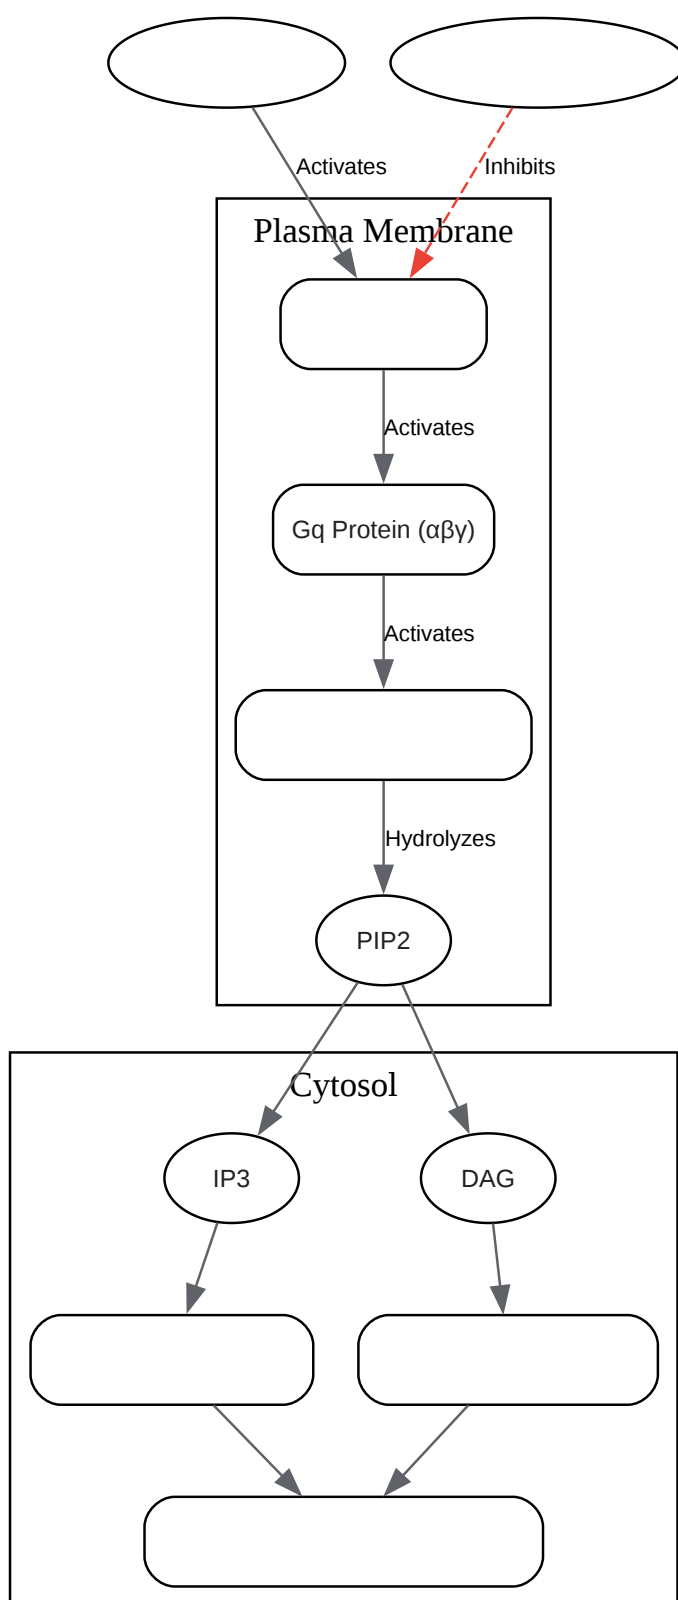 Activates
Inhibits
Plasma Membrane
Activates
Gq Protein (αβγ)
Activates
Hydrolyzes
PIP2
Cytosol
IP3
DAG